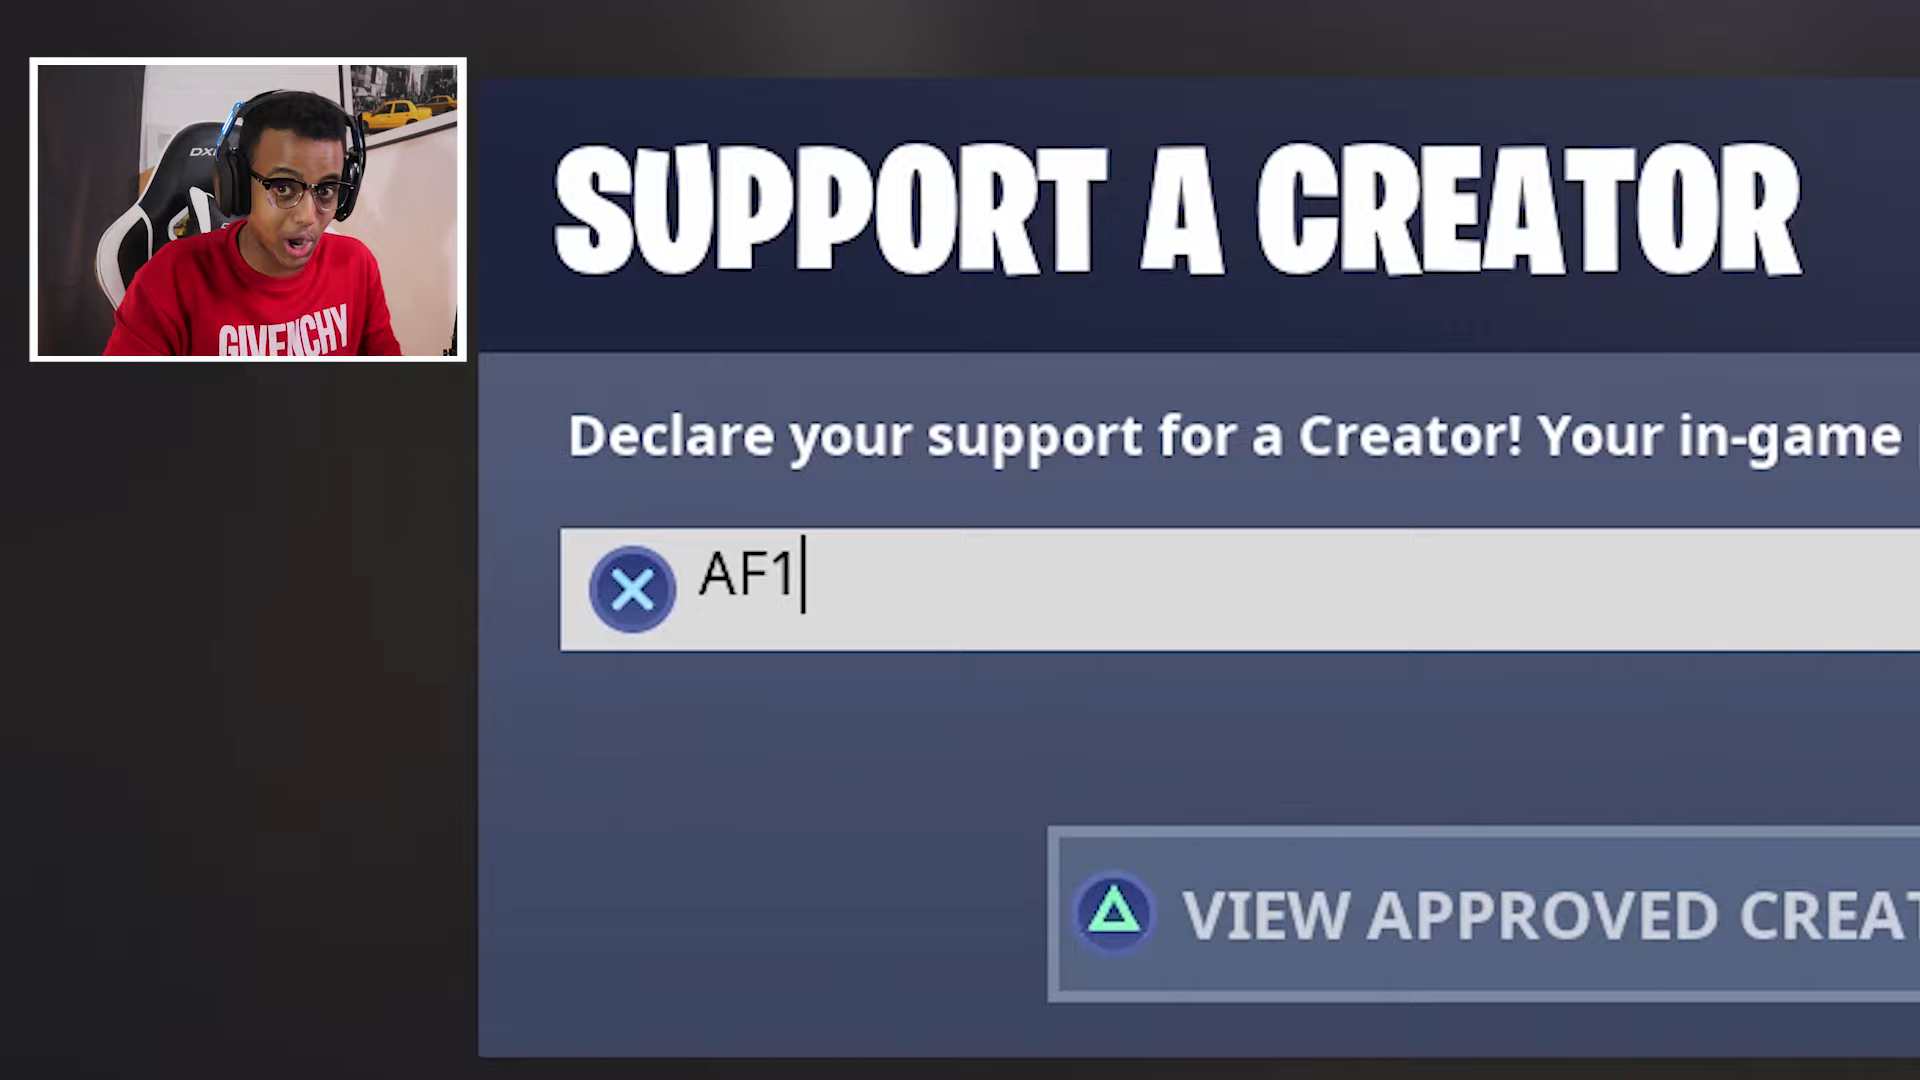 SUPPORT A CREATOR
Declare your support for a Creator! Your in-game
AF1
VIEW APPROVED CREAT
GIVENCHY